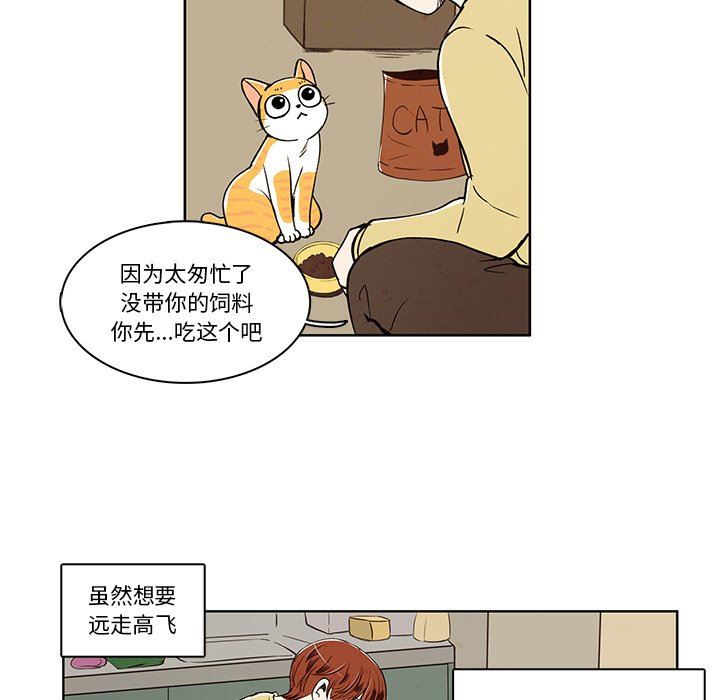 CAT
因为太匆忙了
没带你的饲料
你先...吃这个吧
虽然想要
远走高飞